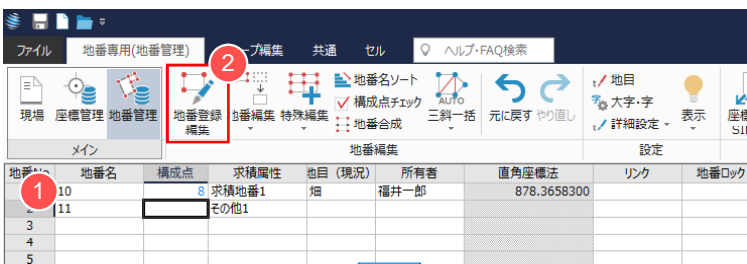 ファイル 地番専用(地番管理) ープ編集 共通 セル ヘルプ・FAQ検索
2
現場 座標管理 地番管理 地番登録編集 地番編集 特殊編集 地番名ソート 構成点チェック 地番合成 AUTO 三斜一括 元に戻す やり直し 地目 大字・字 詳細設定 表示
メイン 地番編集 設定
地番No 地番名 構成点 求積属性 地目(現況) 所有者 直角座標法 リンク 地番ロック
1 10 8 求積地番1 畑 福井一郎 878.3658300
2 11 その他1
3
4
5